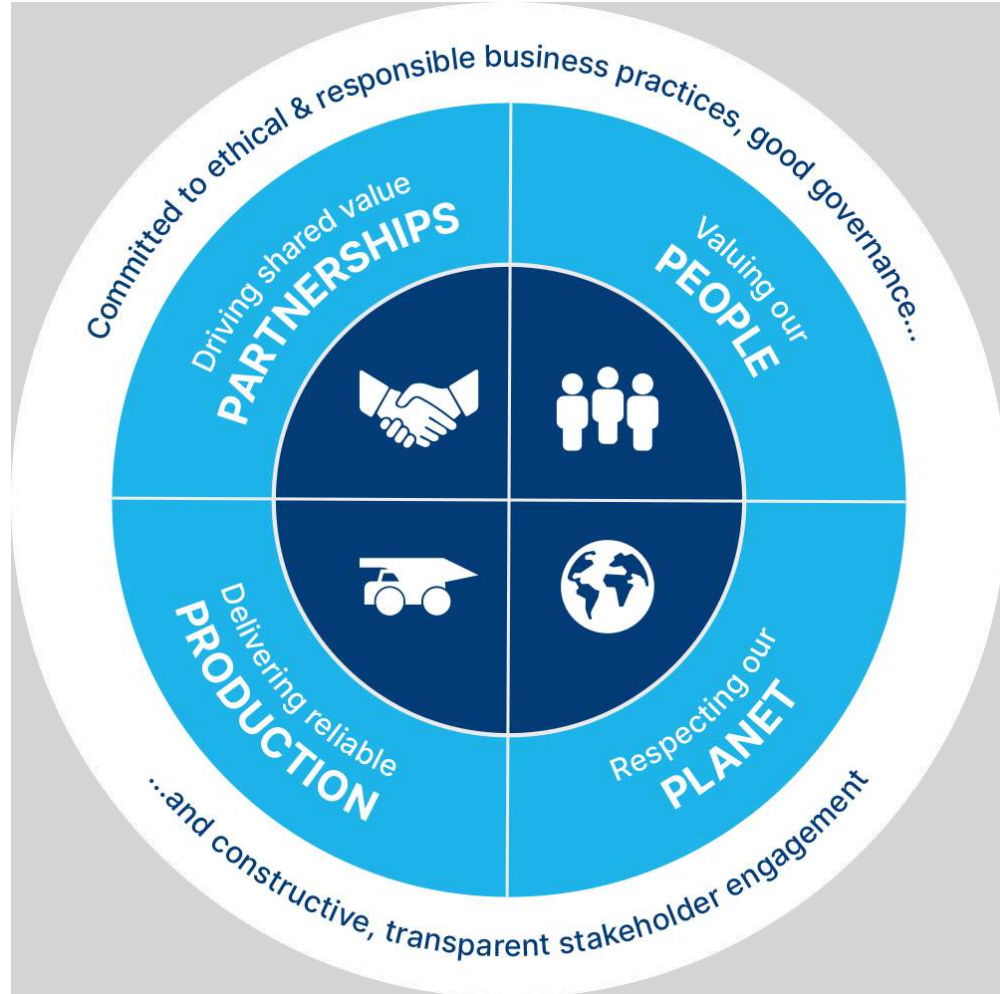 Committed to ethical & responsible business practices, good governance...
Driving shared value
PARTNERSHIPS
Valuing our
PEOPLE
Delivering reliable
PRODUCTION
Respecting our
PLANET
...and constructive, transparent stakeholder engagement